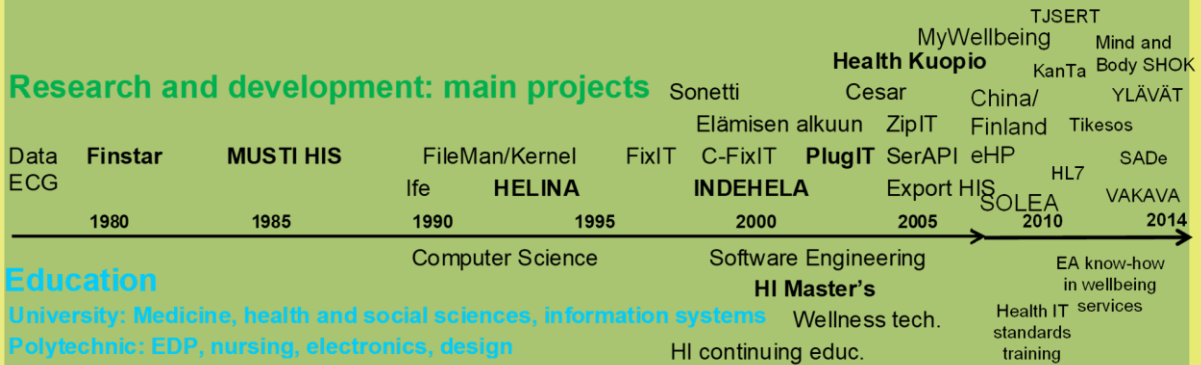 TJSERT
MyWellbeing
Mind and
Body SHOK
Health Kuopio
KanTa
Research and development: main projects
Sonetti
Cesar
China/
Finland
YLÄVÄT
Elämisen alkuun
ZipIT
Tikesos
Data
ECG
Finstar
MUSTI HIS
FileMan/Kernel
FixIT
C-FixIT
PlugIT
SerAPI
eHP
SADe
HL7
Ife
HELINA
INDEHELA
Export HIS
SOLEA
VAKAVA
1980
1985
1990
1995
2000
2005
2010
2014
Computer Science
Software Engineering
EA know-how
in wellbeing
services
Education
HI Master's
University: Medicine, health and social sciences, information systems
Wellness tech.
Health IT
standards
training
Polytechnic: EDP, nursing, electronics, design
HI continuing educ.